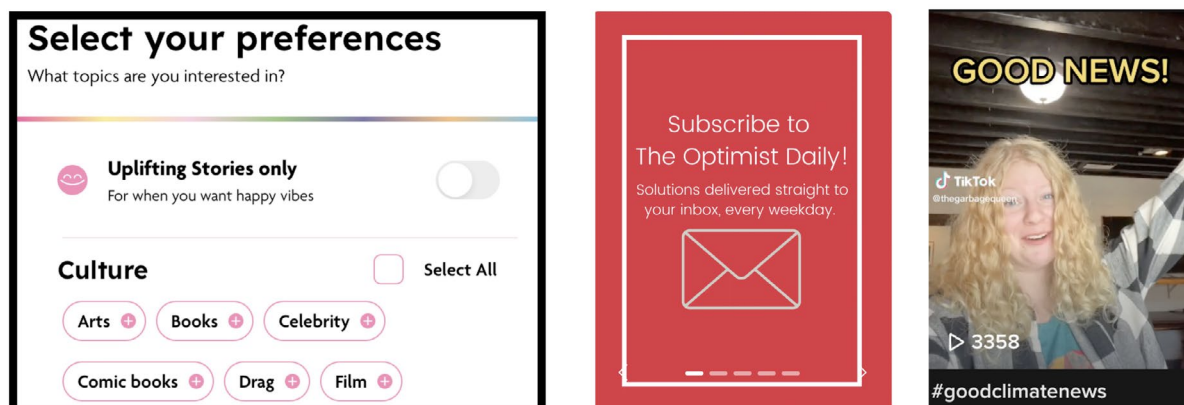 Select your preferences
What topics are you interested in?
Uplifting Stories only
For when you want happy vibes
Culture
Select All
Arts
Books
Celebrity
Comic books
Drag
Film
Subscribe to
The Optimist Daily!
Solutions delivered straight to
your inbox, every weekday.
GOOD NEWS!
TikTok
@thegarbagequeen
3358
#goodclimatenews